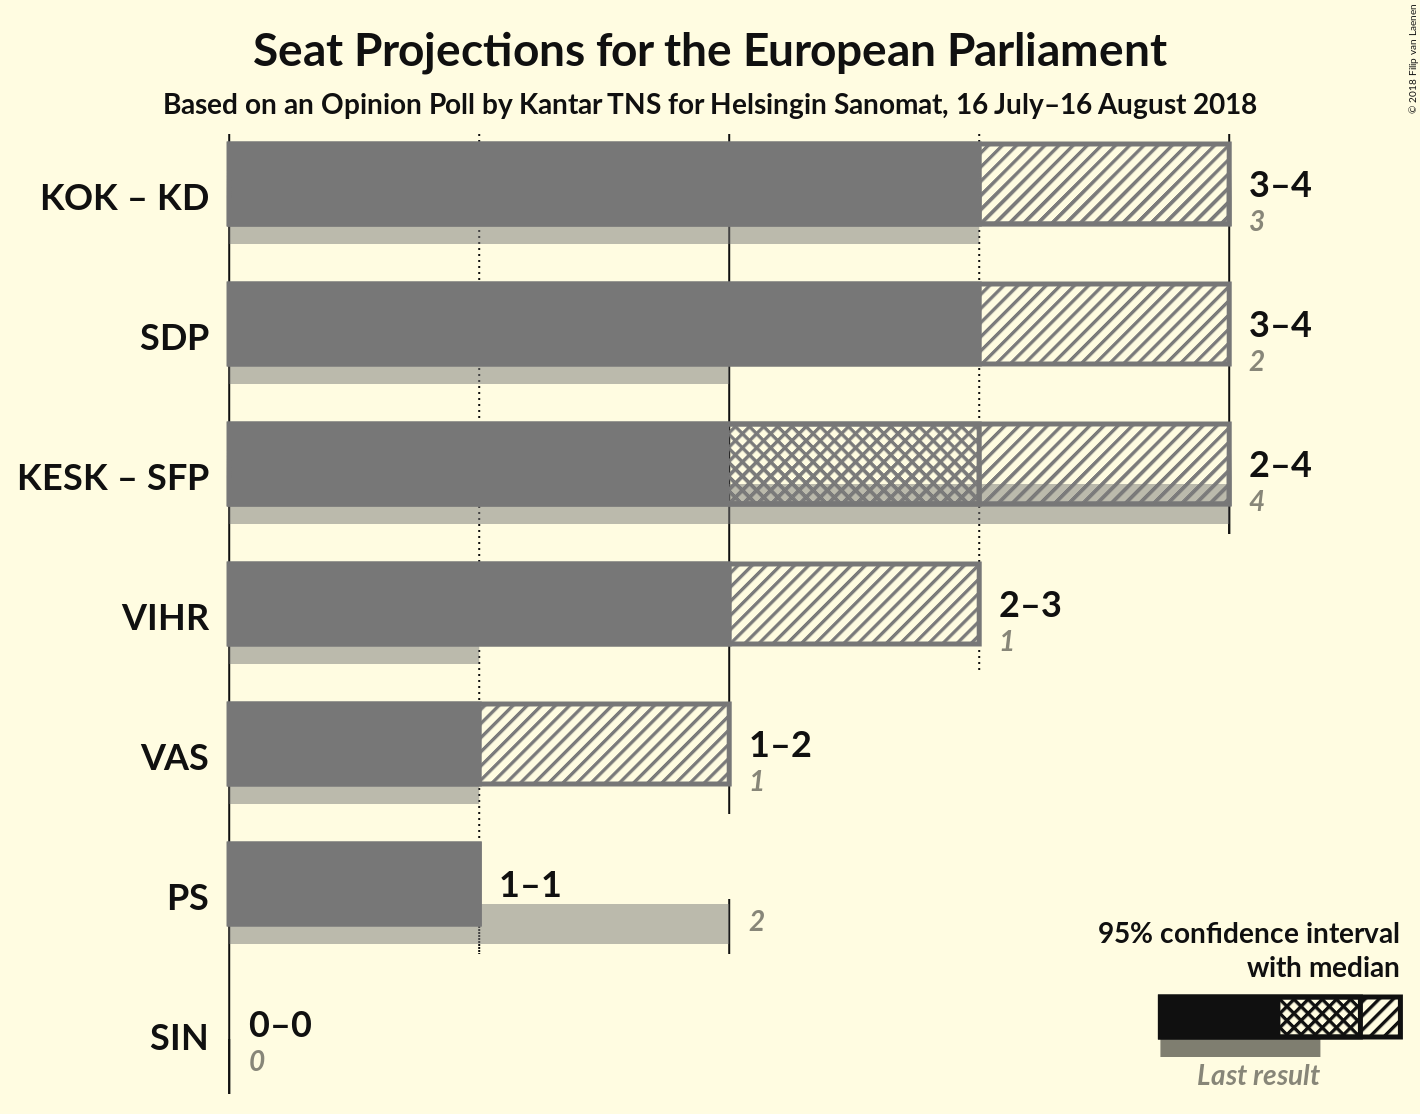 Seat Projections for the European Parliament
Based on an Opinion Poll by Kantar TNS for Helsingin Sanomat, 16 July–16 August 2018
© 2018 Filip van Laenen
KOK – KD
3–4
3
SDP
3–4
2
KESK – SFP
2–4
4
VIHR
2–3
1
VAS
1–2
1
PS
1–1
2
SIN
0–0
0
95% confidence interval
with median
Last result